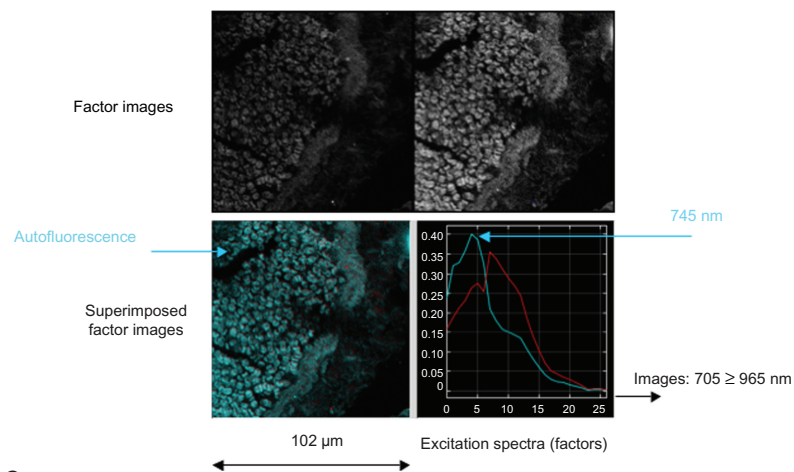 Factor images
745 nm
Autofluorescence
Superimposed
factor images
0.40
0.35
0.30
0.25
0.20
0.15
0.10
0.05
0
0 5 10 15 20 25
Images: 705 ≥ 965 nm
102 µm
Excitation spectra (factors)